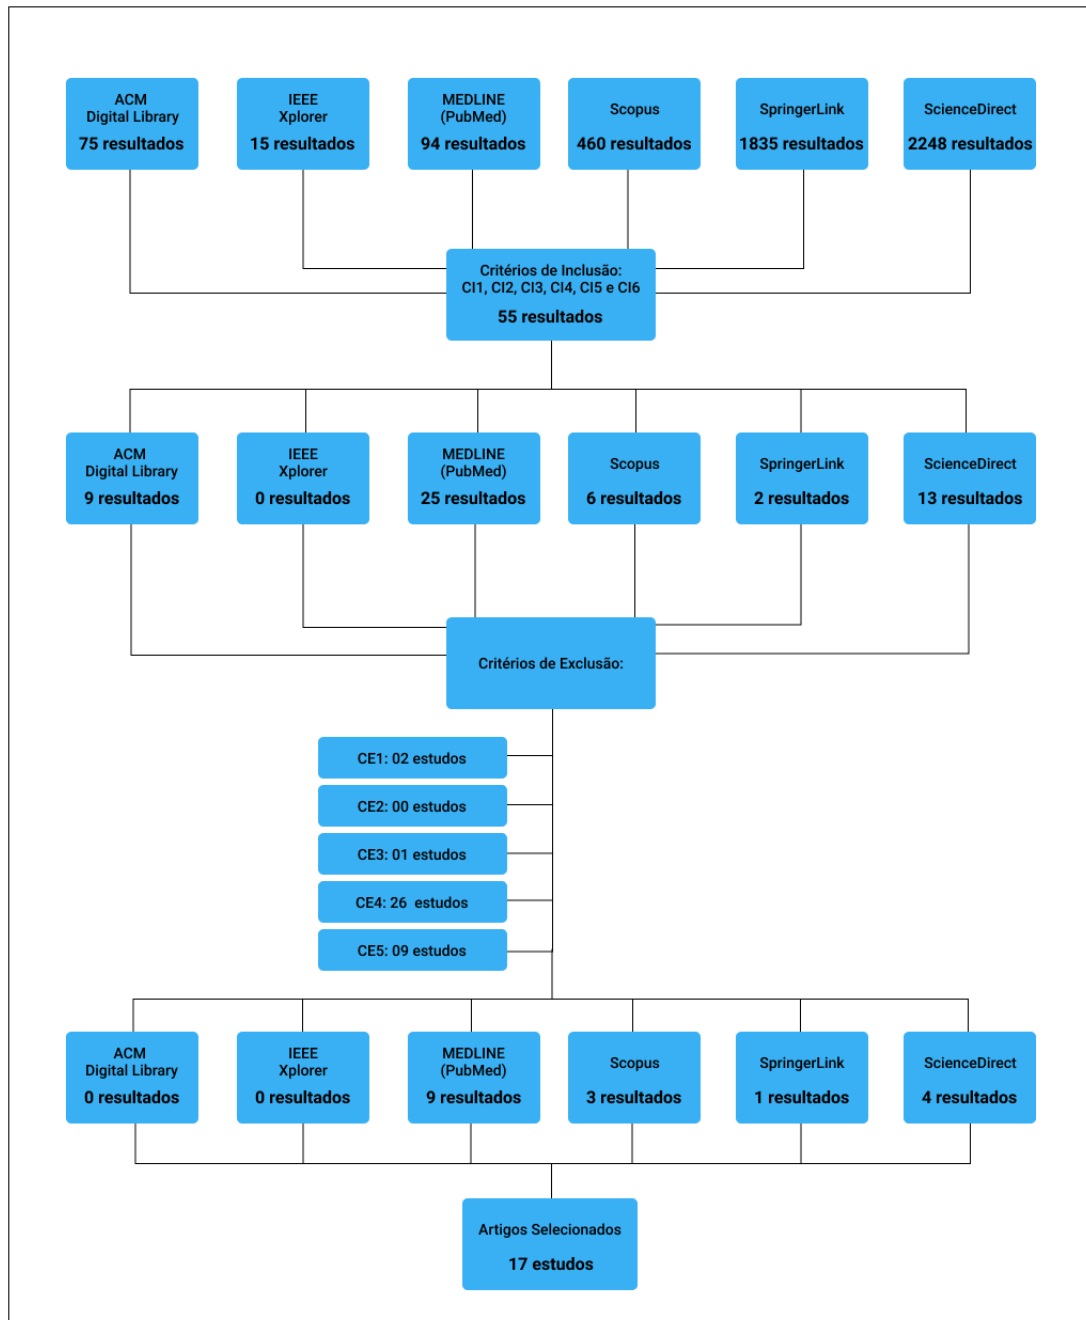 ACM
Digital Library
75 resultados
IEEE
Xplorer
15 resultados
MEDLINE
(PubMed)
94 resultados
Scopus
460 resultados
SpringerLink
1835 resultados
ScienceDirect
2248 resultados
Critérios de Inclusão:
CI1, CI2, CI3, CI4, CI5 e CI6
55 resultados
ACM
Digital Library
9 resultados
IEEE
Xplorer
0 resultados
MEDLINE
(PubMed)
25 resultados
Scopus
6 resultados
SpringerLink
2 resultados
ScienceDirect
13 resultados
Critérios de Exclusão:
CE1: 02 estudos
CE2: 00 estudos
CE3: 01 estudos
CE4: 26 estudos
CE5: 09 estudos
ACM
Digital Library
0 resultados
IEEE
Xplorer
0 resultados
MEDLINE
(PubMed)
9 resultados
Scopus
3 resultados
SpringerLink
1 resultados
ScienceDirect
4 resultados
Artigos Selecionados
17 estudos